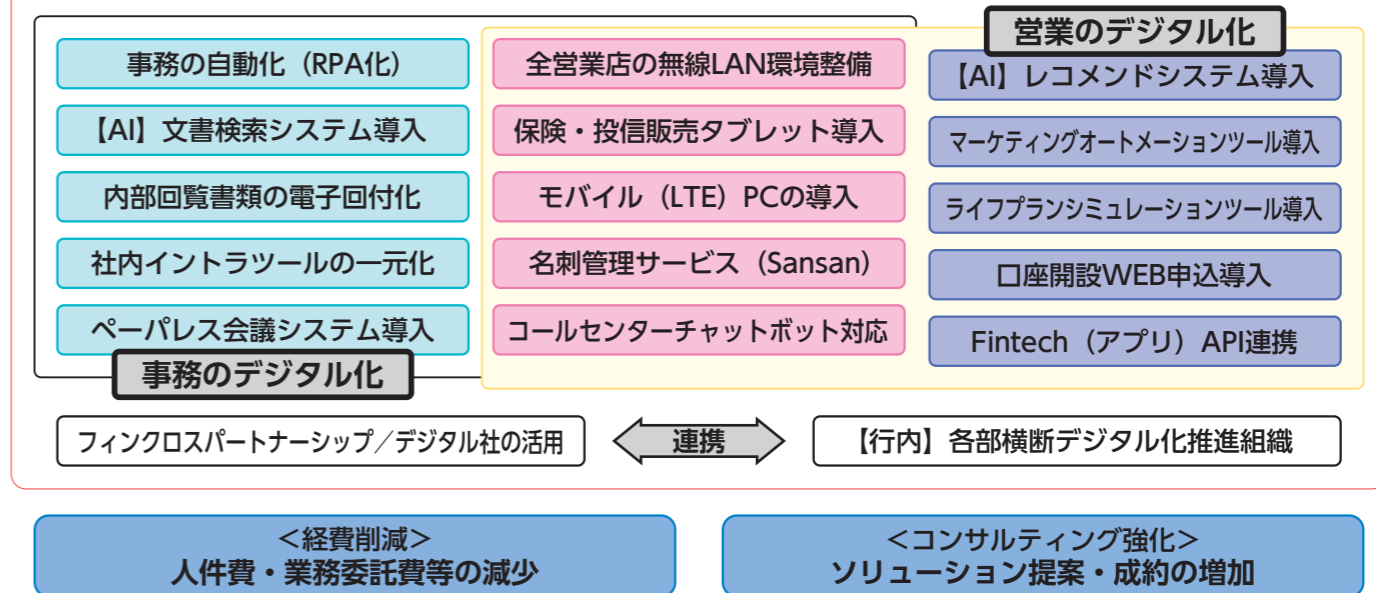 営業のデジタル化
事務の自動化（RPA化）
【AI】文書検索システム導入
内部回覧書類の電子回付化
社内イントラツールの一元化
ペーパレス会議システム導入
事務のデジタル化
全営業店の無線LAN環境整備
保険・投信販売タブレット導入
モバイル（LTE）PCの導入
名刺管理サービス（Sansan）
コールセンターチャットボット対応
【AI】レコメンドシステム導入
マーケティングオートメーションツール導入
ライフプランシミュレーションツール導入
口座開設WEB申込導入
Fintech（アプリ）API連携
フィンクロスパートナーシップ／デジタル社の活用
連携
【行内】各部横断デジタル化推進組織
＜経費削減＞
人件費・業務委託費等の減少
＜コンサルティング強化＞
ソリューション提案・成約の増加